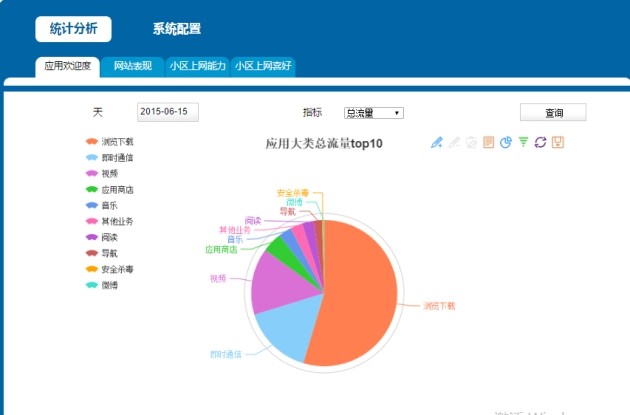 统计分析 系统配置
应用欢迎度 网站表现 小区上网能力 小区上网喜好
天 2015-06-15 指标 总流量 查询
应用大类总流量top10
浏览下载
即时通信
视频
应用商店
音乐
其他业务
阅读
导航
安全杀毒
微博
安全杀毒
微博
导航
阅读
其他业务
音乐
应用商店
视频
浏览下载
即时通信